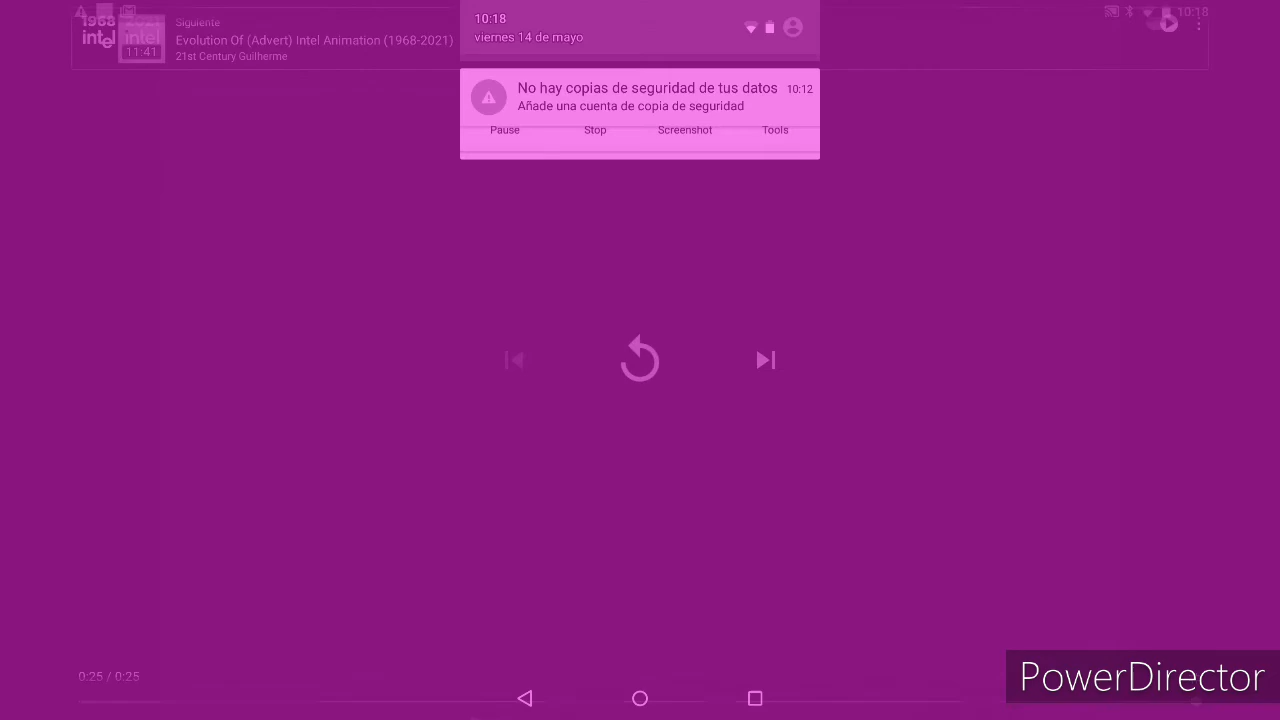 10:18
viernes 14 de mayo
1968
intel
2021
intel
11:41
Siguiente
Evolution Of (Advert) Intel Animation (1968-2021)
21st Century Guilherme
10:18
No hay copias de seguridad de tus datos 10:12
Añade una cuenta de copia de seguridad
Pause Stop Screenshot Tools
0:25 / 0:25
PowerDirector